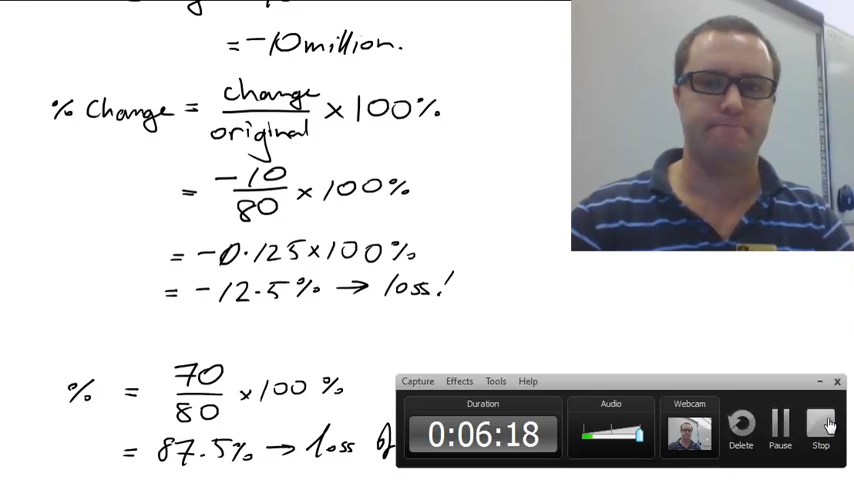 = -10 million.
% Change = change/original × 100%
= -10/80 × 100%
= -0.125 × 100%
= -12.5% → loss!
% = 70/80 × 100 %
= 87.5% → loss of
Capture Effects Tools Help
Duration Audio Webcam
0:06:18
Delete Pause Stop